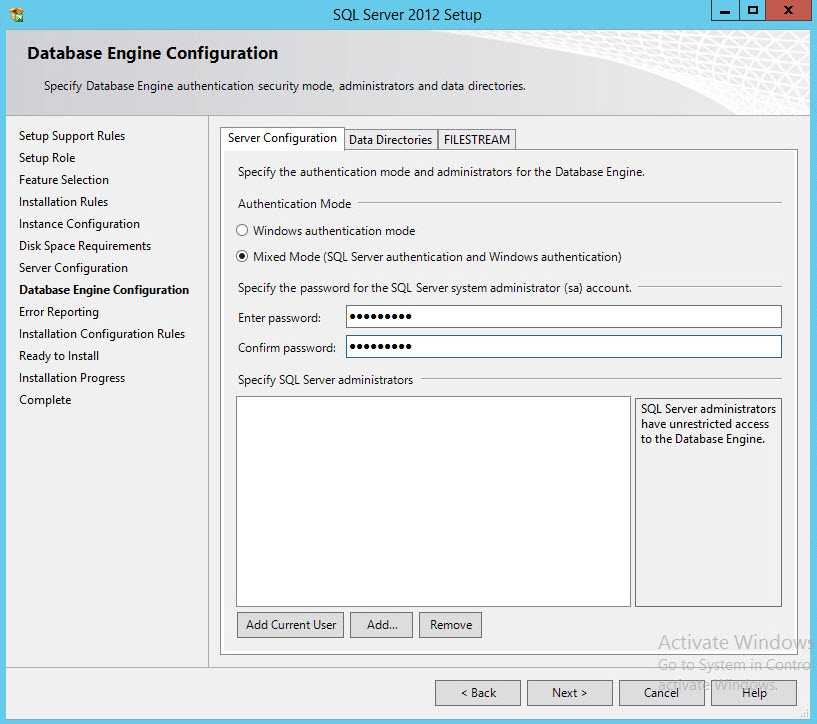 SQL Server 2012 Setup
Database Engine Configuration
Specify Database Engine authentication security mode, administrators and data directories.
Setup Support Rules
Setup Role
Feature Selection
Installation Rules
Instance Configuration
Disk Space Requirements
Server Configuration
Database Engine Configuration
Error Reporting
Installation Configuration Rules
Ready to Install
Installation Progress
Complete
Server Configuration Data Directories FILESTREAM
Specify the authentication mode and administrators for the Database Engine.
Authentication Mode
Windows authentication mode
Mixed Mode (SQL Server authentication and Windows authentication)
Specify the password for the SQL Server system administrator (sa) account.
Enter password: ●●●●●●●●●
Confirm password: ●●●●●●●●●
Specify SQL Server administrators
SQL Server administrators
have unrestricted access
to the Database Engine.
Add Current User Add... Remove
Activate Windows
Go to System in Contro
activate Windows.
< Back Next > Cancel Help